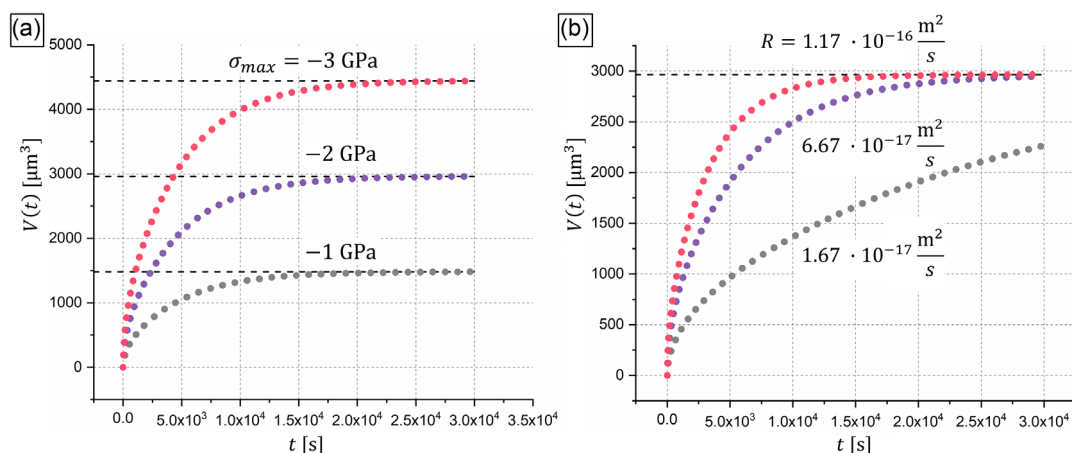 (a)
5000
4000
3000
2000
1000
0
V(t) [μm³]
σ_max = −3 GPa
−2 GPa
−1 GPa
0.0 5.0x10³ 1.0x10⁴ 1.5x10⁴ 2.0x10⁴ 2.5x10⁴ 3.0x10⁴ 3.5x10⁴
t [s]
(b)
R = 1.17 · 10⁻¹⁶ m²/s
3000
2500
2000
1500
1000
500
0
V(t) [μm³]
6.67 · 10⁻¹⁷ m²/s
1.67 · 10⁻¹⁷ m²/s
0.0 5.0x10³ 1.0x10⁴ 1.5x10⁴ 2.0x10⁴ 2.5x10⁴ 3.0x10⁴
t [s]